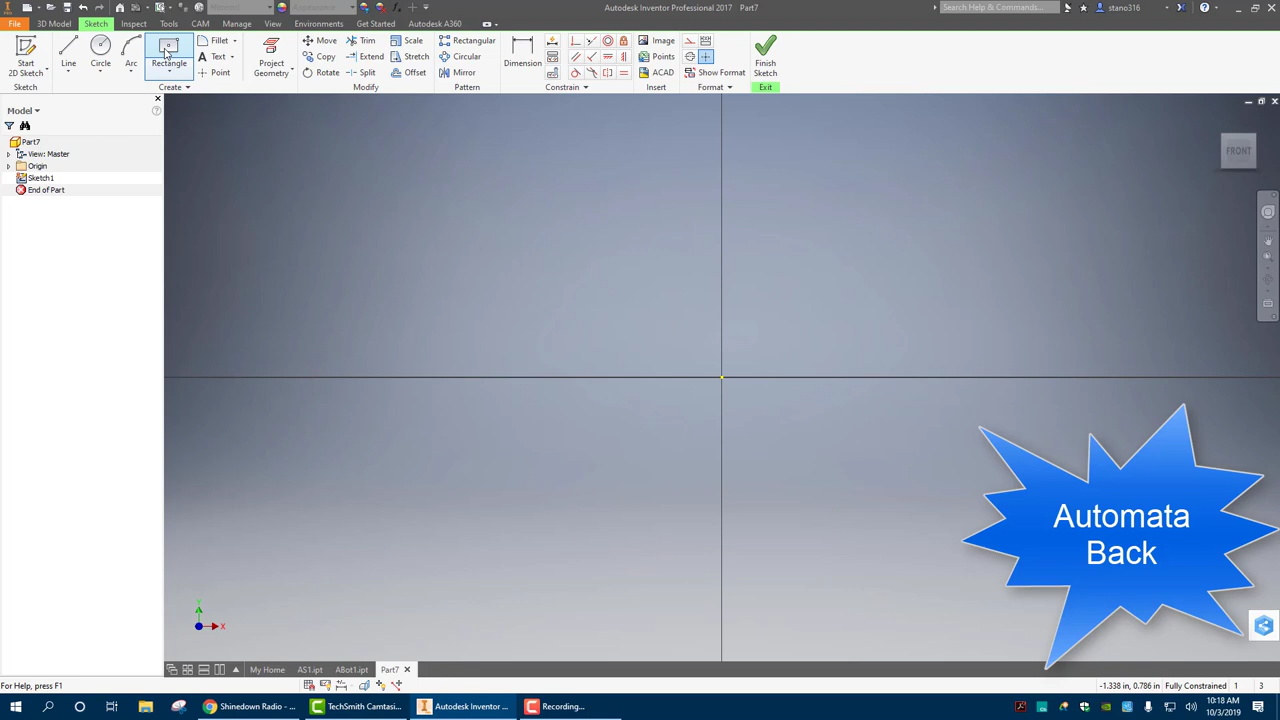 Autodesk Inventor Professional 2017 Part7
Search Help & Commands...
stano316
File 3D Model Sketch Inspect Tools CAM Manage View Environments Get Started Autodesk A360
Start
2D Sketch
Line
Circle
Arc
Rectangle
Fillet
Text
Point
Project
Geometry
Move
Copy
Rotate
Trim
Extend
Split
Scale
Stretch
Offset
Rectangular
Circular
Mirror
Dimension
Image
Points
ACAD
Show Format
Finish
Sketch
Sketch Create Modify Pattern Constrain Insert Format Exit
Model
Part7
View: Master
Origin
Sketch1
End of Part
FRONT
Automata
Back
Y
X
My Home AS1.ipt ABot1.ipt Part7
For Help, press F1
-1.338 in, 0.786 in Fully Constrained 1 3
Shinedown Radio - ...
TechSmith Camtasi...
Autodesk Inventor ...
Recording...
10:18 AM
10/3/2019